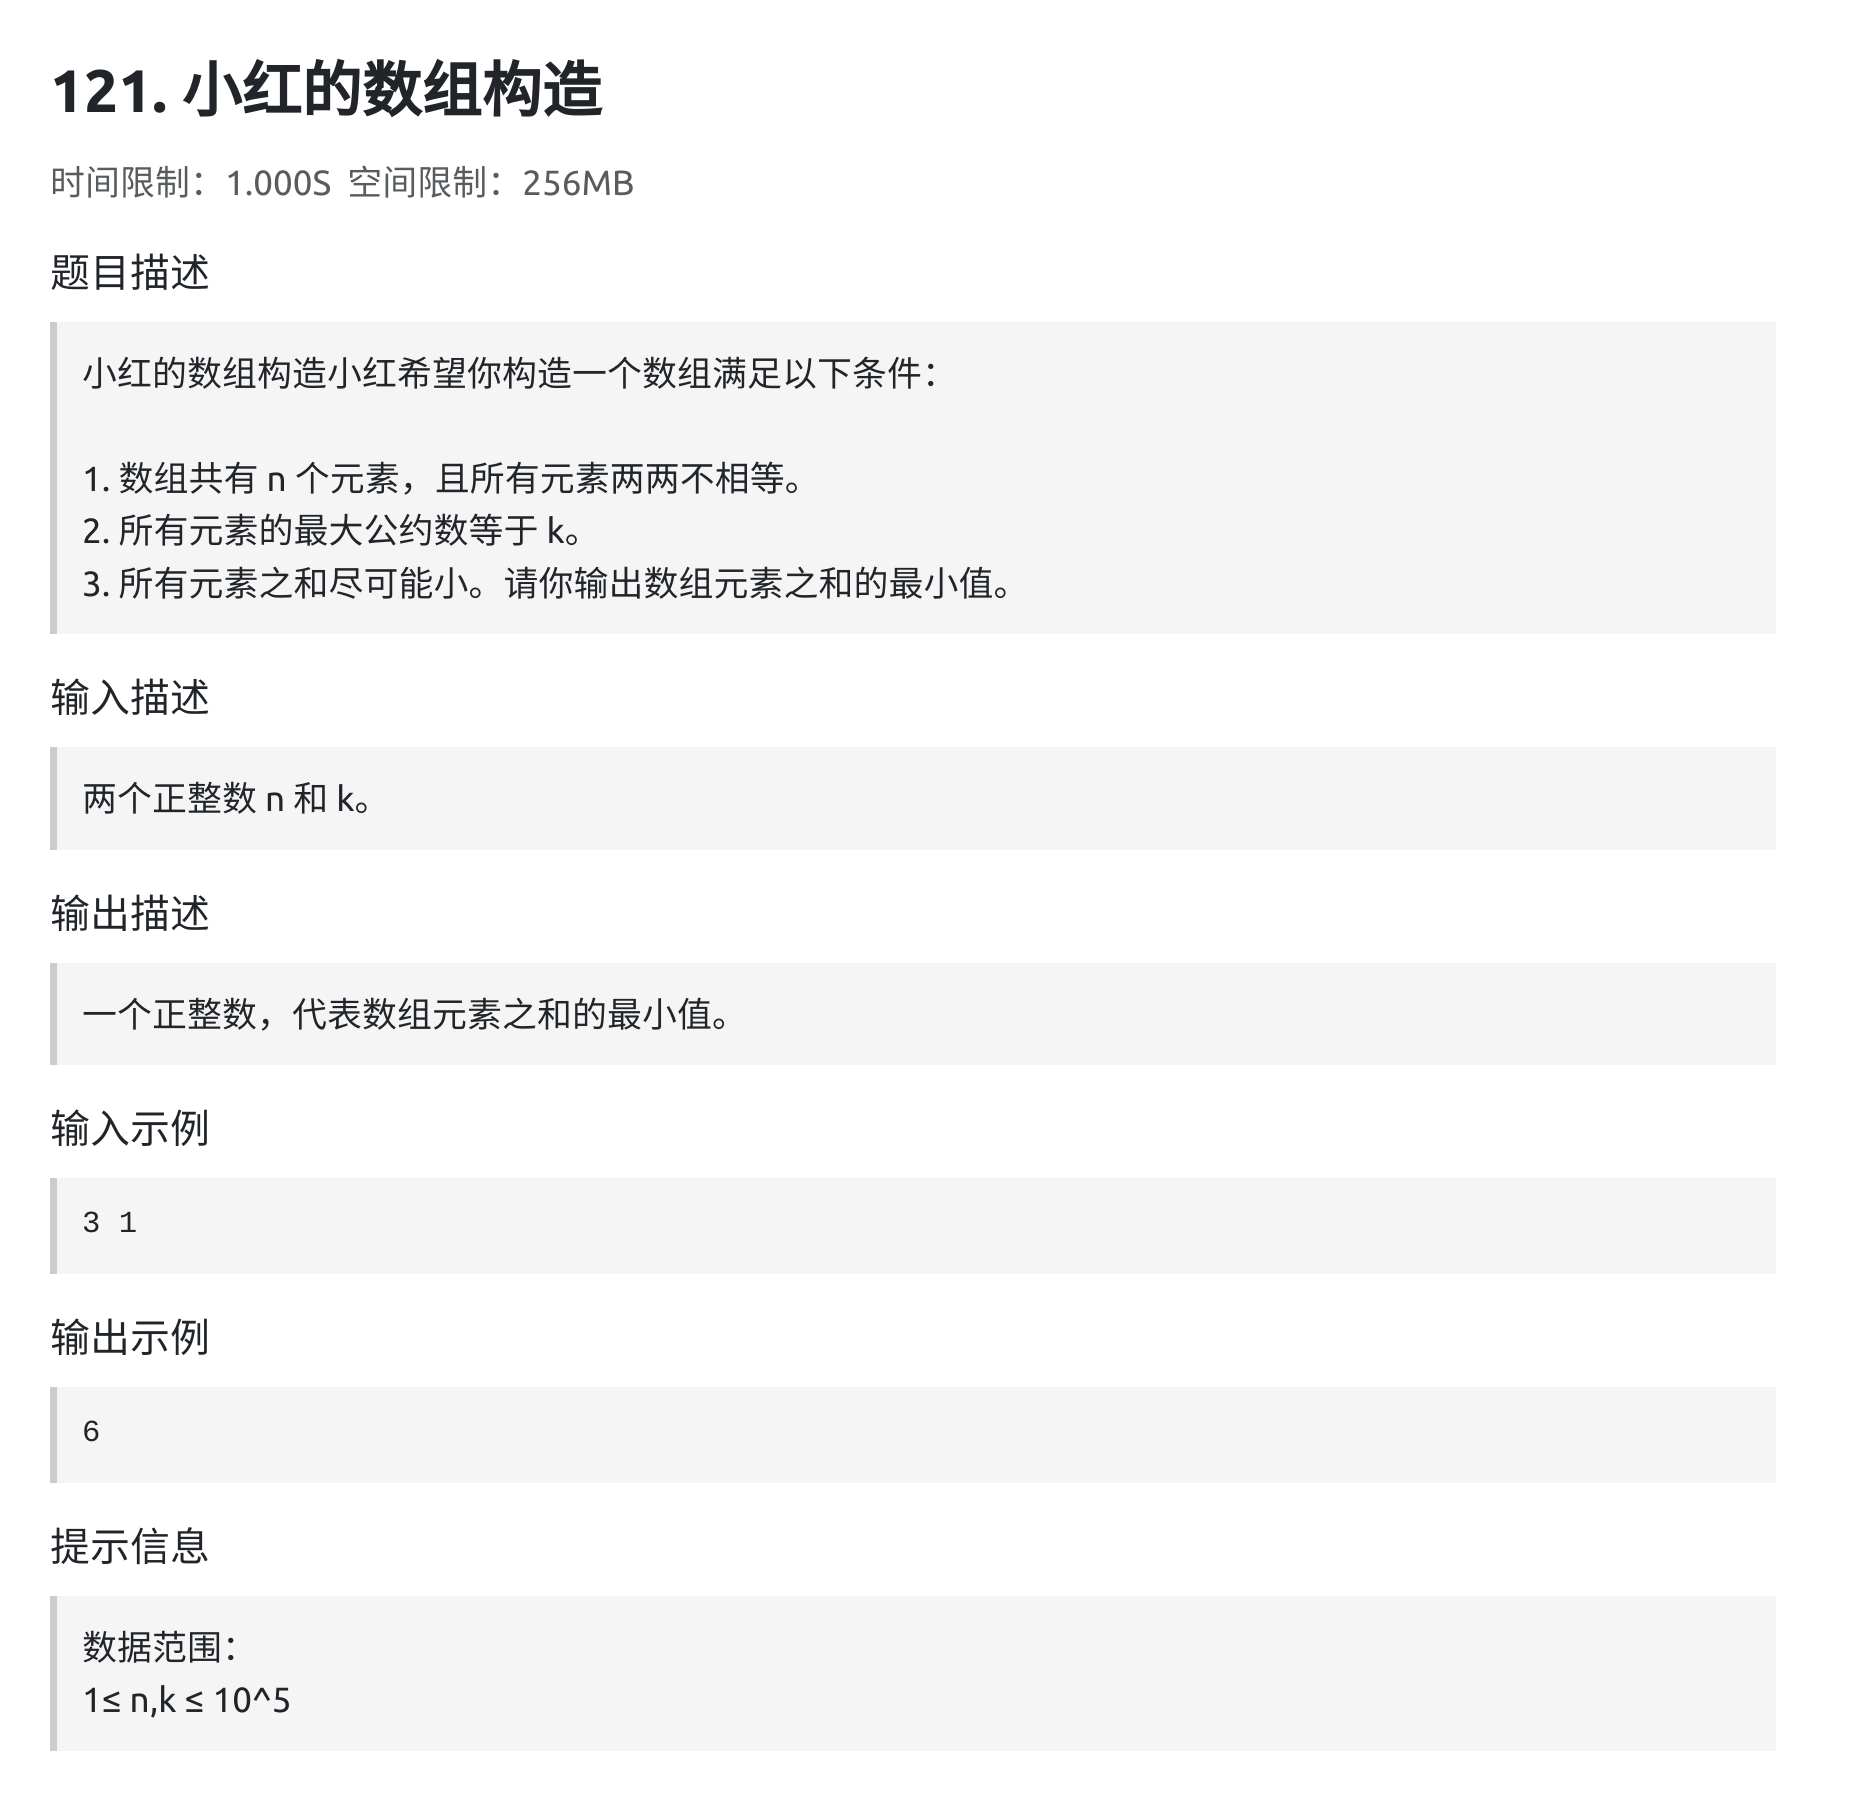 121. 小红的数组构造
时间限制：1.000S 空间限制：256MB
题目描述
小红的数组构造小红希望你构造一个数组满足以下条件：
1. 数组共有 n 个元素，且所有元素两两不相等。
2. 所有元素的最大公约数等于 k。
3. 所有元素之和尽可能小。请你输出数组元素之和的最小值。
输入描述
两个正整数 n 和 k。
输出描述
一个正整数，代表数组元素之和的最小值。
输入示例
3 1
输出示例
6
提示信息
数据范围：
1≤ n,k ≤ 10^5